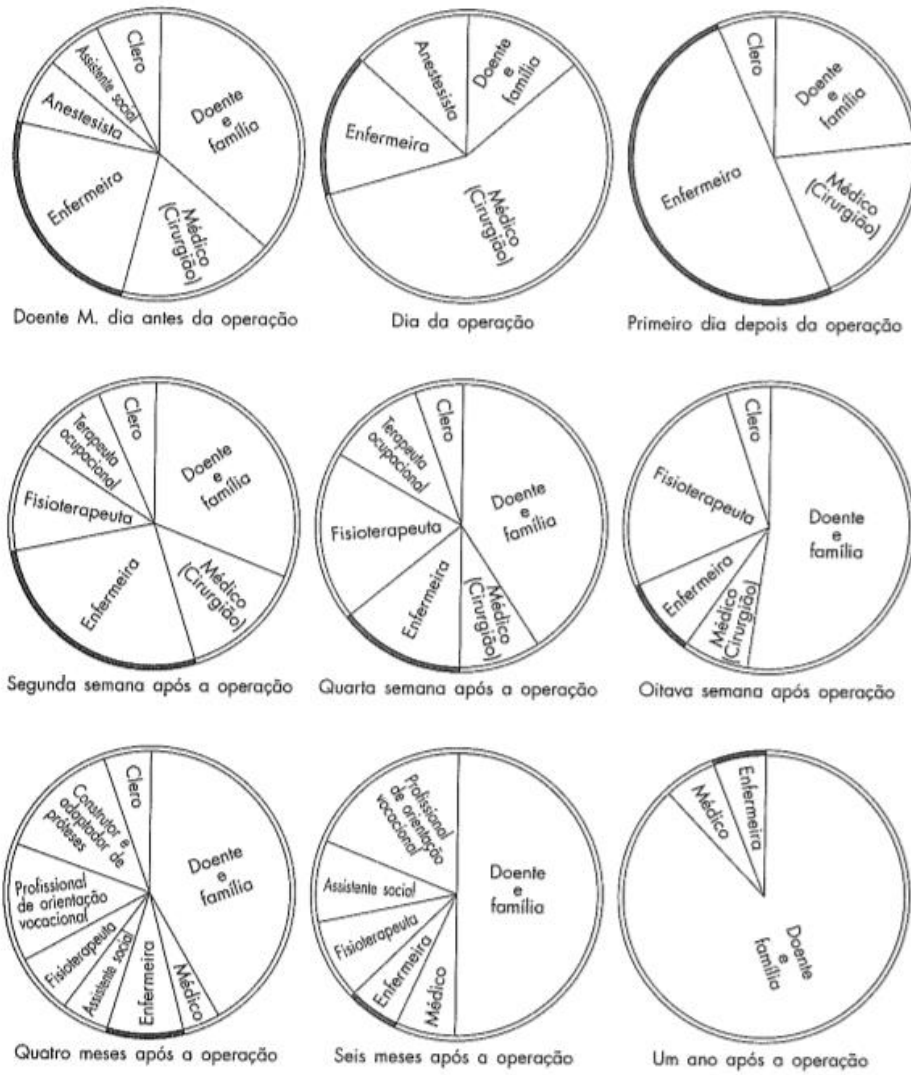 Clero
Assistente social
Anestesista
Enfermeira
Médico
(Cirurgião)
Doente
e
família
Doente M. dia antes da operação
Anestesista
Doente
e
família
Enfermeira
Médico
(Cirurgião)
Dia da operação
Clero
Doente
e
família
Enfermeira
Médico
(Cirurgião)
Primeiro dia depois da operação
Clero
Terapeuta
ocupacional
Fisioterapeuta
Enfermeira
Médico
(Cirurgião)
Doente
e
família
Segunda semana após a operação
Clero
Terapeuta
ocupacional
Fisioterapeuta
Enfermeira
Médico
(Cirurgião)
Doente
e
família
Quarta semana após a operação
Clero
Fisioterapeuta
Enfermeira
Médico
(Cirurgião)
Doente
e
família
Oitava semana após operação
Clero
Construtor e
adaptador de
próteses
Profissional
de orientação
vocacional
Fisioterapeuta
Assistente social
Enfermeira
Médico
Doente
e
família
Quatro meses após a operação
Profissional
de orientação
vocacional
Assistente social
Fisioterapeuta
Enfermeira
Médico
Doente
e
família
Seis meses após a operação
Enfermeira
Médico
Doente
e
família
Um ano após a operação